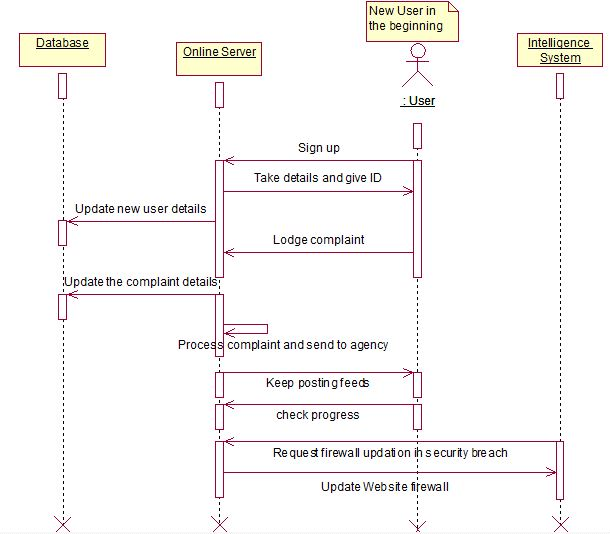 New User in
the beginning
Database
Online Server
Intelligence
System
: User
Sign up
Take details and give ID
Update new user details
Lodge complaint
Update the complaint details
Process complaint and send to agency
Keep posting feeds
check progress
Request firewall updation in security breach
Update Website firewall